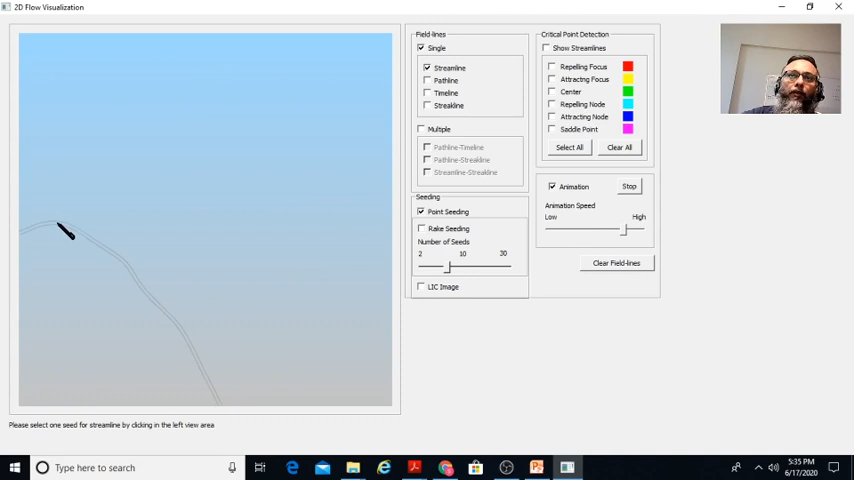 2D Flow Visualization
Field-lines
Single
Streamline
Pathline
Timeline
Streakline
Multiple
Pathline-Timeline
Pathline-Streakline
Streamline-Streakline
Seeding
Point Seeding
Rake Seeding
Number of Seeds
2 10 30
LIC Image
Critical Point Detection
Show Streamlines
Repelling Focus
Attractng Focus
Center
Repelling Node
Attracting Node
Saddle Point
Select All Clear All
Animation Stop
Animation Speed
Low High
Clear Field-lines
Please select one seed for streamline by clicking in the left view area
Type here to search
5:35 PM
6/17/2020